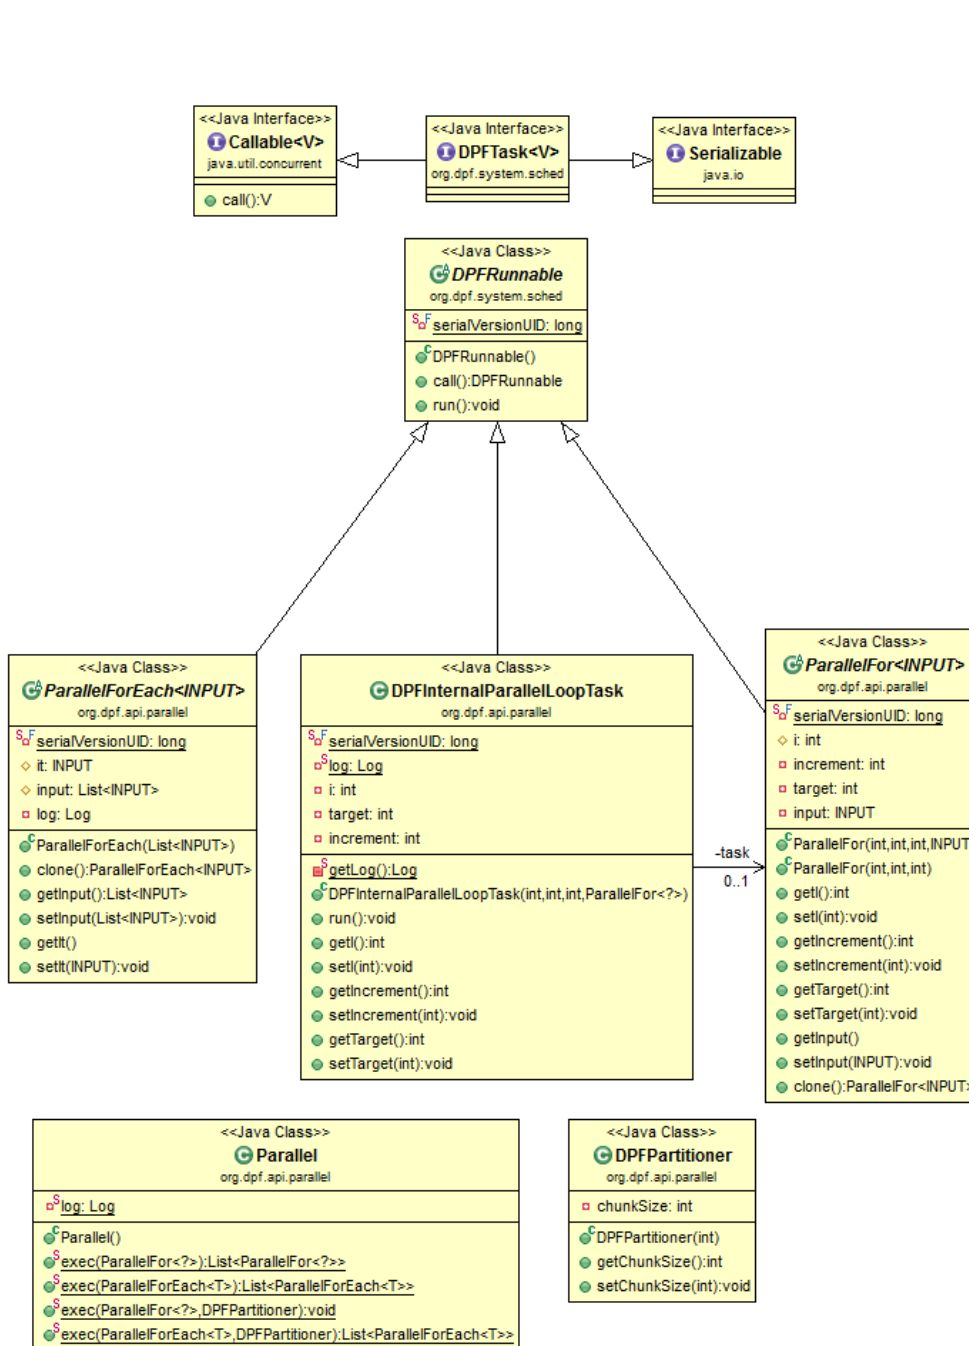 <<Java Interface>>
Callable<V>
java.util.concurrent
call():V
<<Java Interface>>
DPFTask<V>
org.dpf.system.sched
<<Java Interface>>
Serializable
java.io
<<Java Class>>
DPFRunnable
org.dpf.system.sched
serialVersionUID: long
DPFRunnable()
call():DPFRunnable
run():void
<<Java Class>>
ParallelForEach<INPUT>
org.dpf.api.parallel
serialVersionUID: long
it: INPUT
input: List<INPUT>
log: Log
ParallelForEach(List<INPUT>)
clone():ParallelForEach<INPUT>
getInput():List<INPUT>
setInput(List<INPUT>):void
getIt()
setIt(INPUT):void
<<Java Class>>
DPFInternalParallelLoopTask
org.dpf.api.parallel
serialVersionUID: long
log: Log
i: int
target: int
increment: int
getLog():Log
DPFInternalParallelLoopTask(int,int,int,ParallelFor<?>)
run():void
getI():int
setI(int):void
getIncrement():int
setIncrement(int):void
getTarget():int
setTarget(int):void
-task
0..1
<<Java Class>>
ParallelFor<INPUT>
org.dpf.api.parallel
serialVersionUID: long
i: int
increment: int
target: int
input: INPUT
ParallelFor(int,int,int,INPUT
ParallelFor(int,int,int)
getI():int
setI(int):void
getIncrement():int
setIncrement(int):void
getTarget():int
setTarget(int):void
getInput()
setInput(INPUT):void
clone():ParallelFor<INPUT>
<<Java Class>>
Parallel
org.dpf.api.parallel
log: Log
Parallel()
exec(ParallelFor<?>):List<ParallelFor<?>>
exec(ParallelForEach<T>):List<ParallelForEach<T>>
exec(ParallelFor<?>,DPFPartitioner):void
exec(ParallelForEach<T>,DPFPartitioner):List<ParallelForEach<T>>
<<Java Class>>
DPFPartitioner
org.dpf.api.parallel
chunkSize: int
DPFPartitioner(int)
getChunkSize():int
setChunkSize(int):void